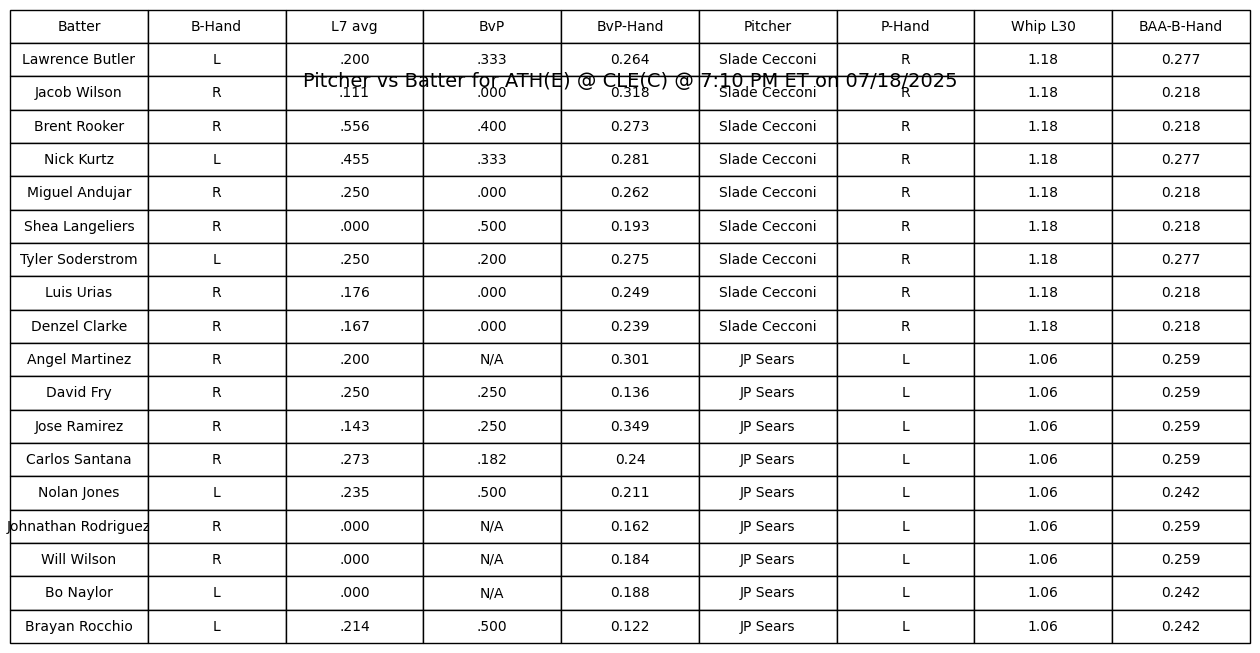 Batter B-Hand L7 avg BvP BvP-Hand Pitcher P-Hand Whip L30 BAA-B-Hand
Lawrence Butler L .200 .333 0.264 Slade Cecconi R 1.18 0.277
Pitcher vs Batter for ATH(E) @ CLE(C) @ 7:10 PM ET on 07/18/2025
Jacob Wilson R .111 .000 0.318 Slade Cecconi R 1.18 0.218
Brent Rooker R .556 .400 0.273 Slade Cecconi R 1.18 0.218
Nick Kurtz L .455 .333 0.281 Slade Cecconi R 1.18 0.277
Miguel Andujar R .250 .000 0.262 Slade Cecconi R 1.18 0.218
Shea Langeliers R .000 .500 0.193 Slade Cecconi R 1.18 0.218
Tyler Soderstrom L .250 .200 0.275 Slade Cecconi R 1.18 0.277
Luis Urias R .176 .000 0.249 Slade Cecconi R 1.18 0.218
Denzel Clarke R .167 .000 0.239 Slade Cecconi R 1.18 0.218
Angel Martinez R .200 N/A 0.301 JP Sears L 1.06 0.259
David Fry R .250 .250 0.136 JP Sears L 1.06 0.259
Jose Ramirez R .143 .250 0.349 JP Sears L 1.06 0.259
Carlos Santana R .273 .182 0.24 JP Sears L 1.06 0.259
Nolan Jones L .235 .500 0.211 JP Sears L 1.06 0.242
Johnathan Rodriguez R .000 N/A 0.162 JP Sears L 1.06 0.259
Will Wilson R .000 N/A 0.184 JP Sears L 1.06 0.259
Bo Naylor L .000 N/A 0.188 JP Sears L 1.06 0.242
Brayan Rocchio L .214 .500 0.122 JP Sears L 1.06 0.242